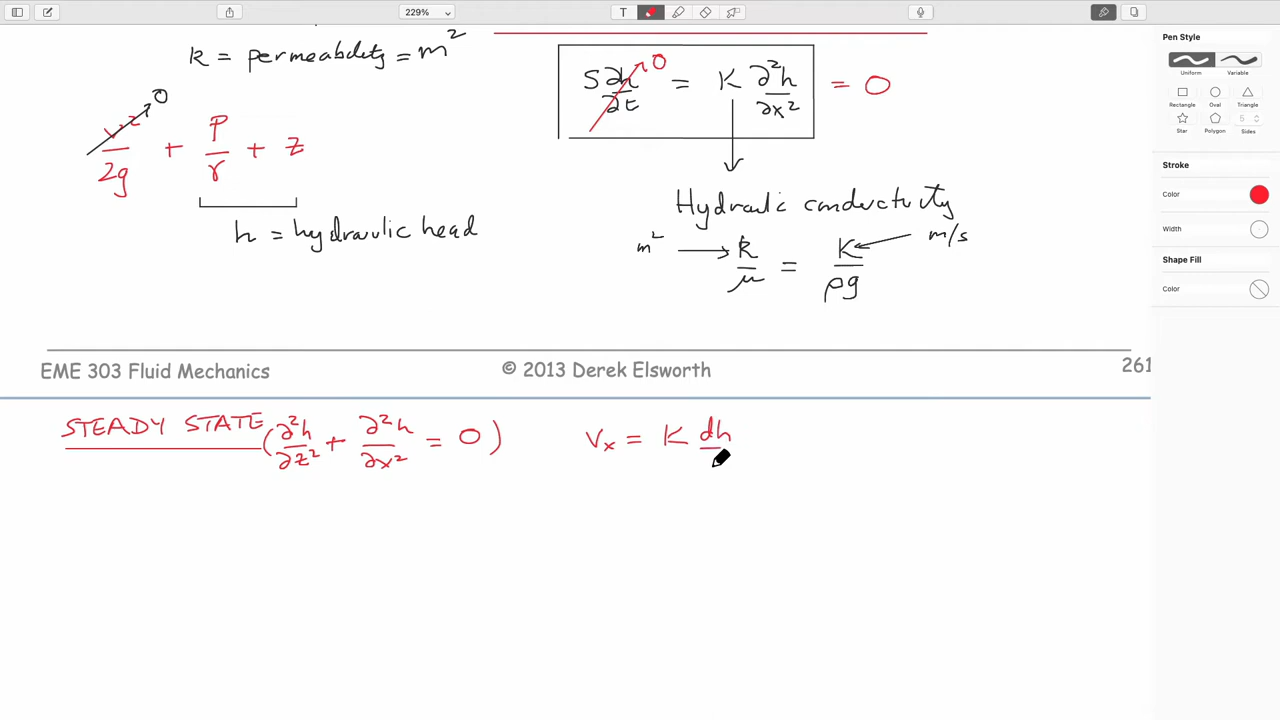 229%
T
k = permeability = m²
v²/2g → 0 + P/γ + z
h = hydraulic head
S ∂h/∂t → 0 = K ∂²h/∂x² = 0
Hydraulic conductivity
m² → k/μ = K/ρg ← m/s
EME 303 Fluid Mechanics
© 2013 Derek Elsworth
261
STEADY STATE (∂²h/∂z² + ∂²h/∂x² = 0)
vₓ = K dh
Pen Style
Uniform
Variable
Rectangle
Oval
Triangle
Star
Polygon
5
Sides
Stroke
Color
Width
Shape Fill
Color